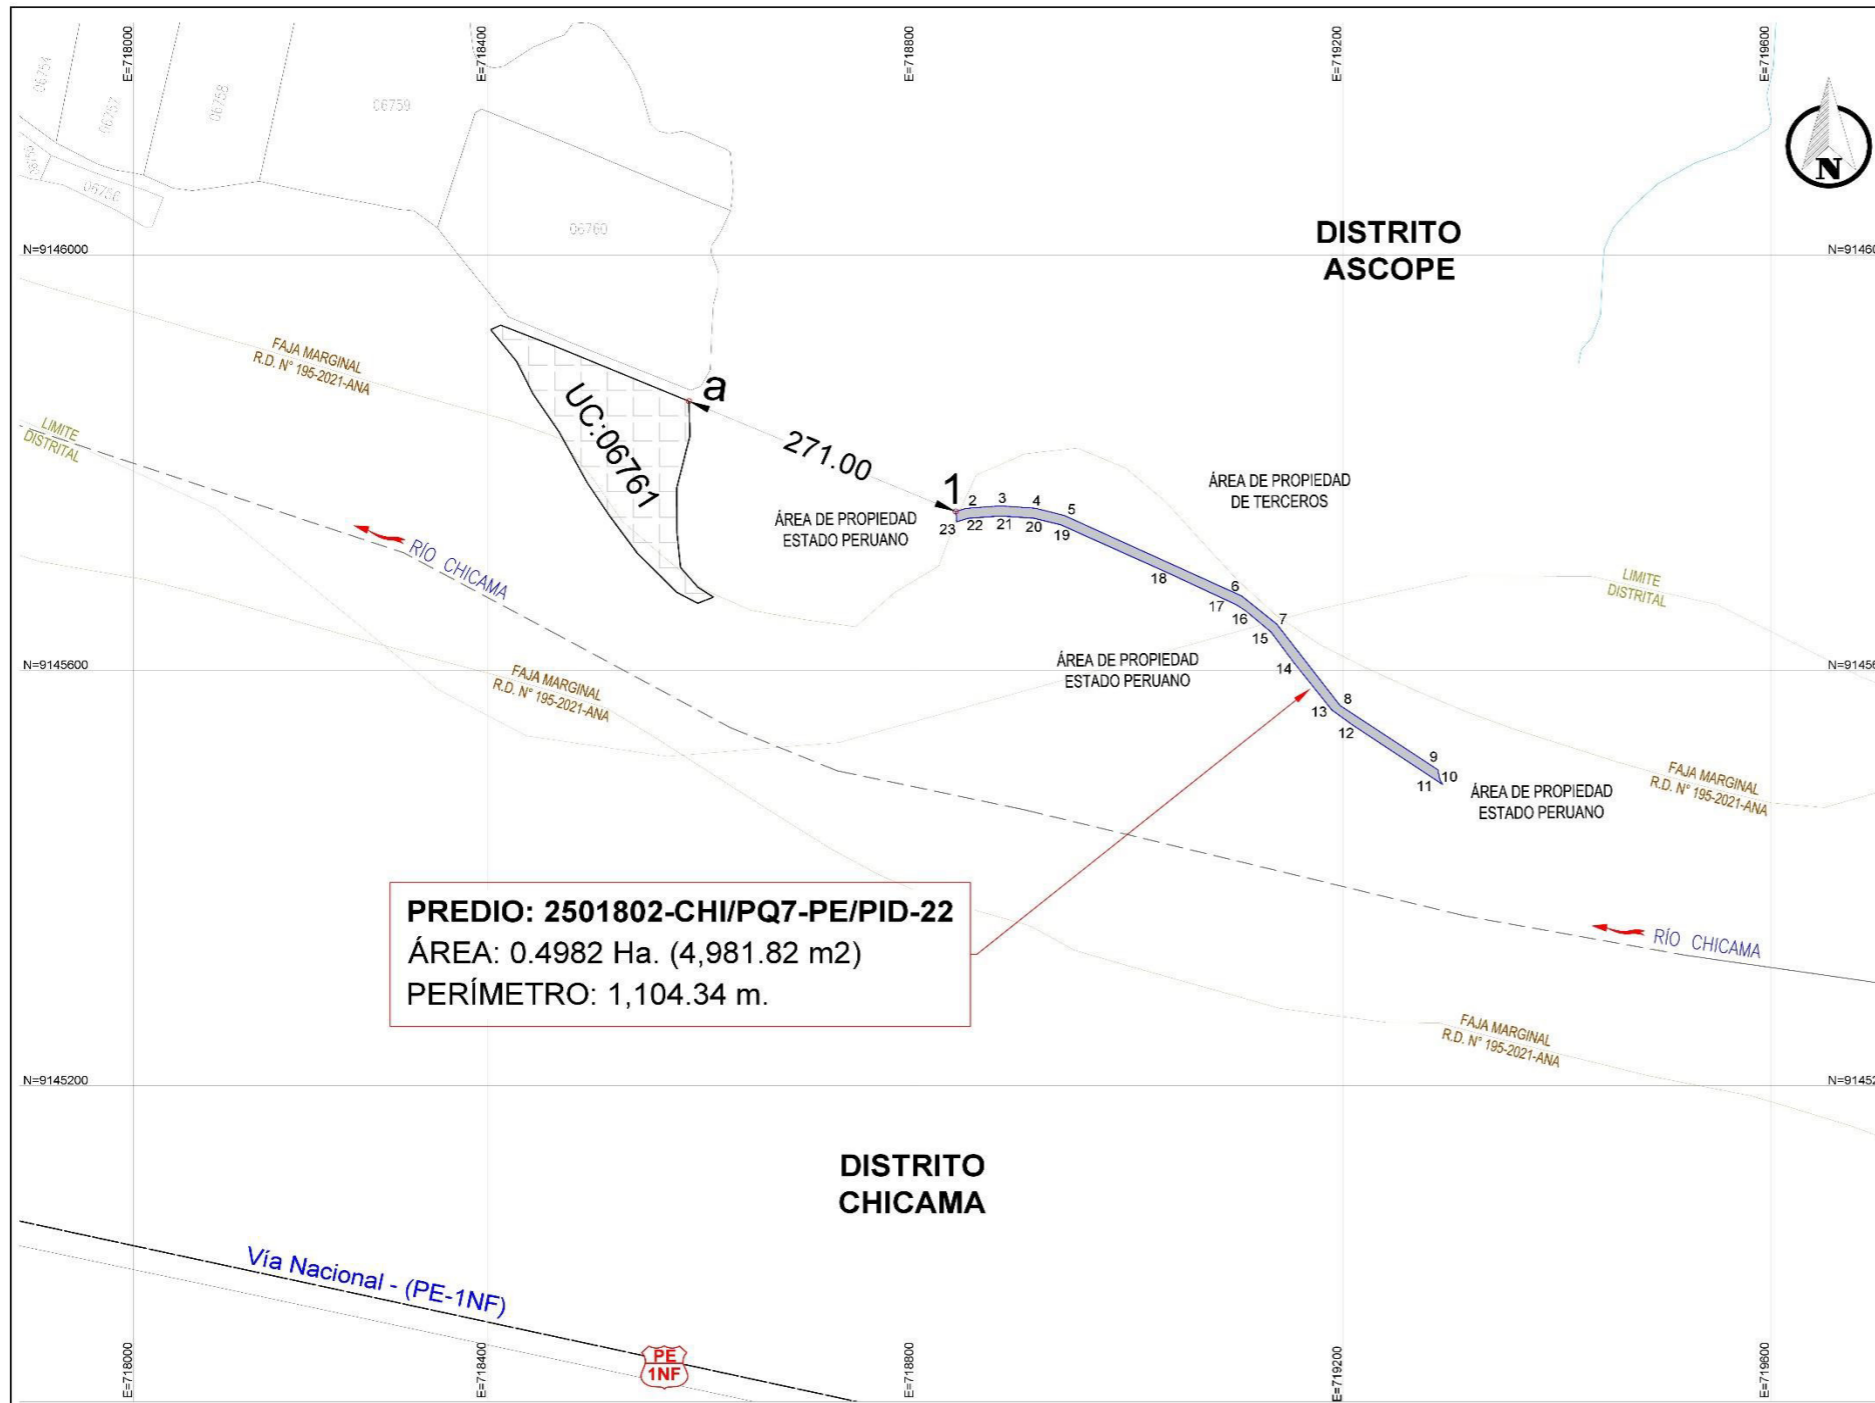 E=718000
E=718400
E=718800
E=719200
E=719600
06754
06757
06758
06759
06756
06760
N
DISTRITO
ASCOPE
N=9146000
N=91460
FAJA MARGINAL
R.D. N° 195-2021-ANA
LIMITE
DISTRITAL
UC:06761
a
271.00
1
2
3
4
5
23
22
21
20
19
ÁREA DE PROPIEDAD
ESTADO PERUANO
ÁREA DE PROPIEDAD
DE TERCEROS
RÍO CHICAMA
18
6
17
16
7
15
14
LIMITE
DISTRITAL
N=9145600
N=91456
FAJA MARGINAL
R.D. N° 195-2021-ANA
ÁREA DE PROPIEDAD
ESTADO PERUANO
8
13
12
9
10
11
ÁREA DE PROPIEDAD
ESTADO PERUANO
FAJA MARGINAL
R.D. N° 195-2021-ANA
PREDIO: 2501802-CHI/PQ7-PE/PID-22
ÁREA: 0.4982 Ha. (4,981.82 m2)
PERÍMETRO: 1,104.34 m.
RÍO CHICAMA
FAJA MARGINAL
R.D. N° 195-2021-ANA
N=9145200
N=91452
DISTRITO
CHICAMA
Vía Nacional - (PE-1NF)
PE
1NF
E=718000
E=718400
E=718800
E=719200
E=719600